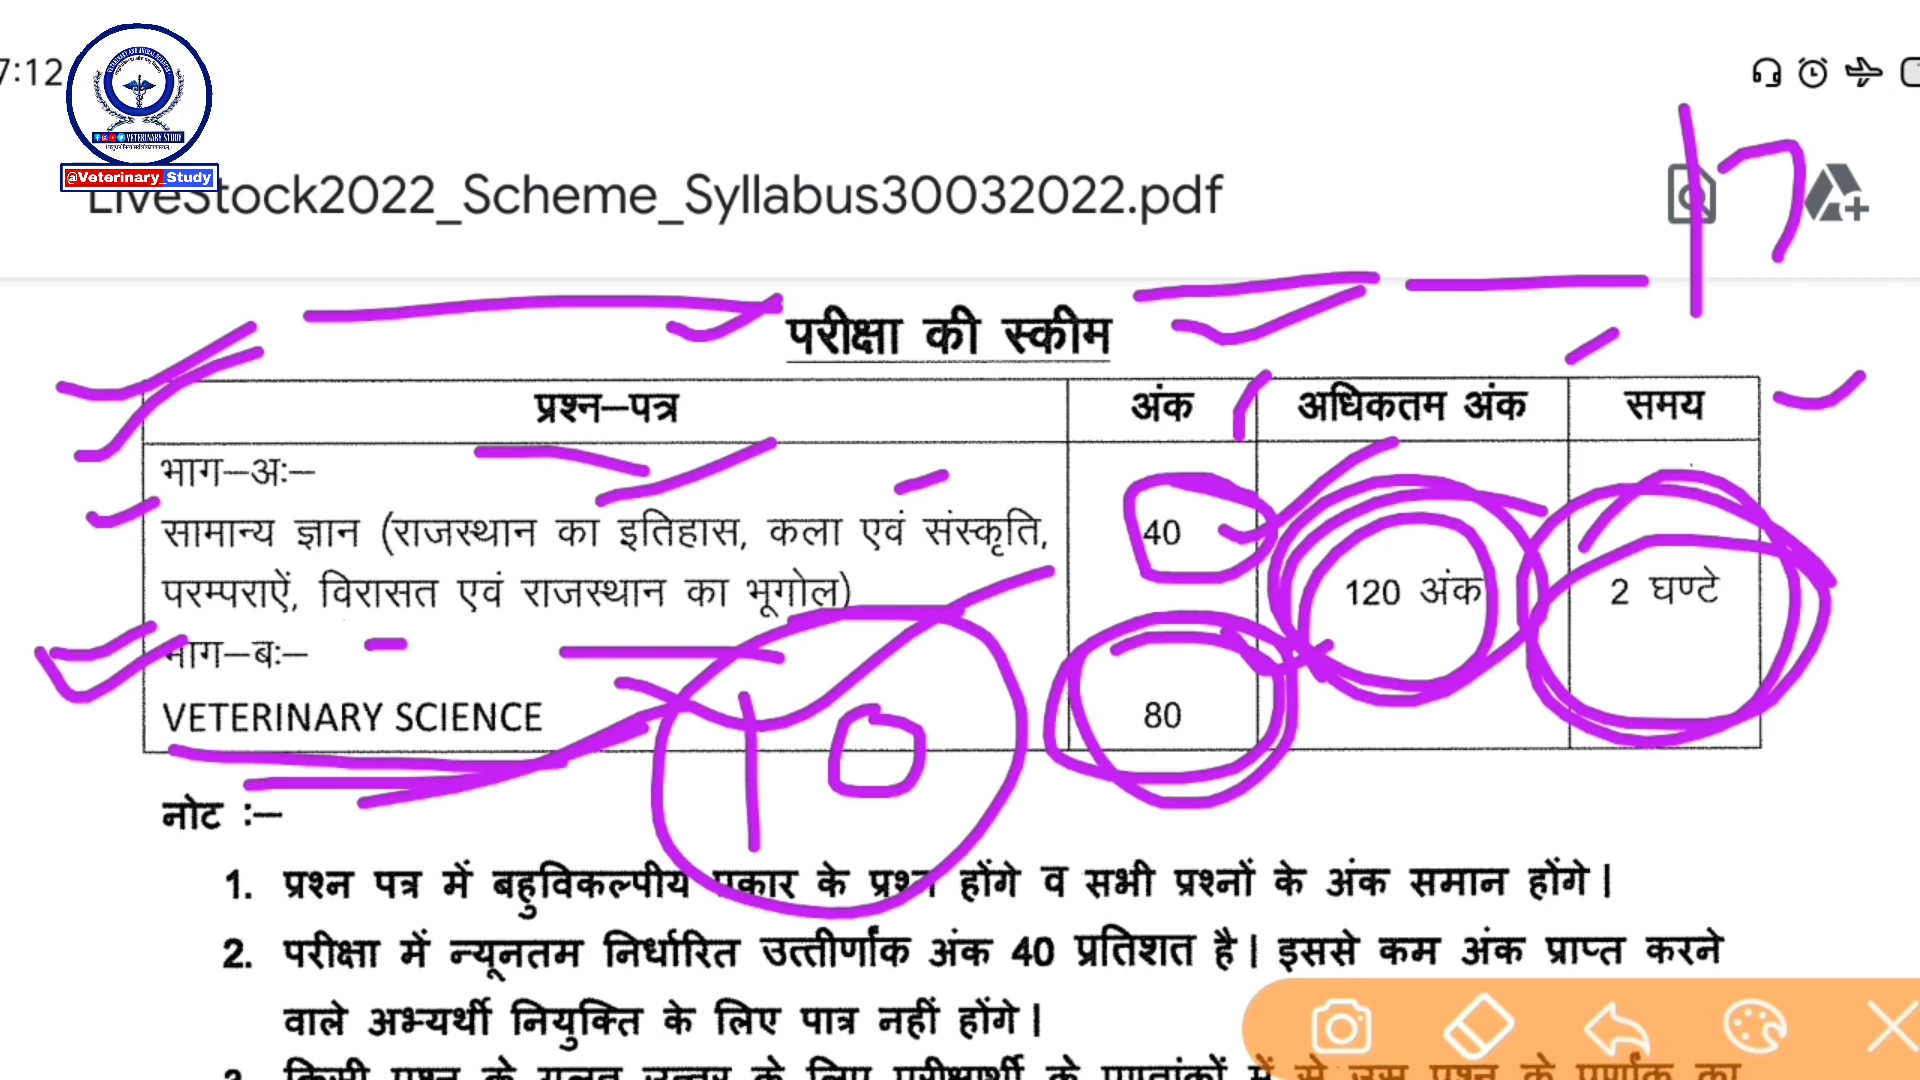 7:12
VETERINARY STUDY
@Veterinary_Study
LiveStock2022_Scheme_Syllabus30032022.pdf
17
परीक्षा की स्कीम
प्रश्न–पत्र अंक अधिकतम अंक समय
भाग–अः–
सामान्य ज्ञान (राजस्थान का इतिहास, कला एवं संस्कृति, 40
परम्पराऐं, विरासत एवं राजस्थान का भूगोल) 120 अंक 2 घण्टे
भाग–बः–
VETERINARY SCIENCE 80
10
नोट :–
1. प्रश्न पत्र में बहुविकल्पीय प्रकार के प्रश्न होंगे व सभी प्रश्नों के अंक समान होंगे |
2. परीक्षा में न्यूनतम निर्धारित उत्तीर्णांक अंक 40 प्रतिशत है | इससे कम अंक प्राप्त करने
वाले अभ्यर्थी नियुक्ति के लिए पात्र नहीं होंगे |